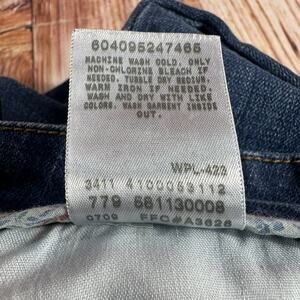 604095247465
MACHINE WASH COLD. ONLY
NON-CHLORINE BLEACH IF
NEEDED. TUMBLE DRY MEDIUM.
WARM IRON IF NEEDED.
WASH AND DRY WITH LIKE
COLORS. WASH GARMENT INSIDE
OUT.
WPL-423
3411 4100053112
779 581130008
0709 FFC#A3626